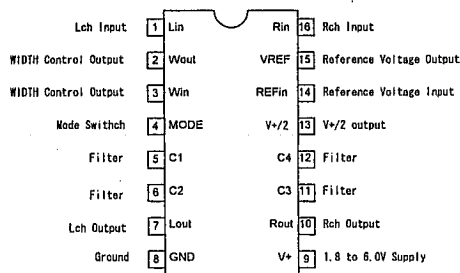 Lch Input 1 Lin Rin 16 Rch Input
WIDTH Control Output 2 Wout VREF 15 Reference Voltage Output
WIDTH Control Output 3 Win REFin 14 Reference Voltage Input
Mode Swithch 4 MODE V+/2 13 V+/2 output
Filter 5 C1 C4 12 Filter
Filter 6 C2 C3 11 Filter
Lch Output 7 Lout Rout 10 Rch Output
Ground 8 GND V+ 9 1.8 to 6.0V Supply